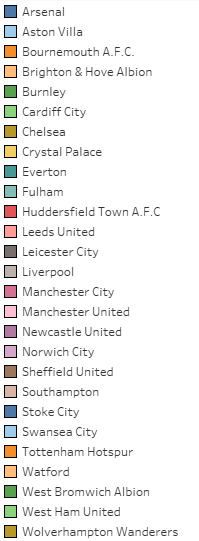 Arsenal
Aston Villa
Bournemouth A.F.C.
Brighton & Hove Albion
Burnley
Cardiff City
Chelsea
Crystal Palace
Everton
Fulham
Huddersfield Town A.F.C
Leeds United
Leicester City
Liverpool
Manchester City
Manchester United
Newcastle United
Norwich City
Sheffield United
Southampton
Stoke City
Swansea City
Tottenham Hotspur
Watford
West Bromwich Albion
West Ham United
Wolverhampton Wanderers